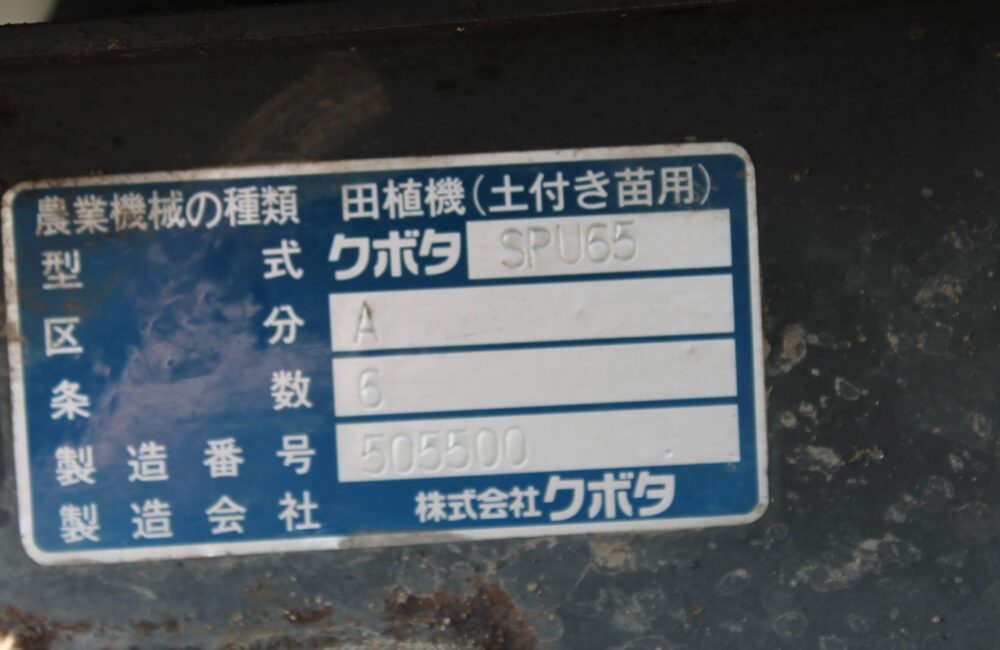 農業機械の種類 田植機(土付き苗用)
型式 クボタ SPU65
区分 A
条数 6
製造番号 505500
製造会社 株式会社クボタ